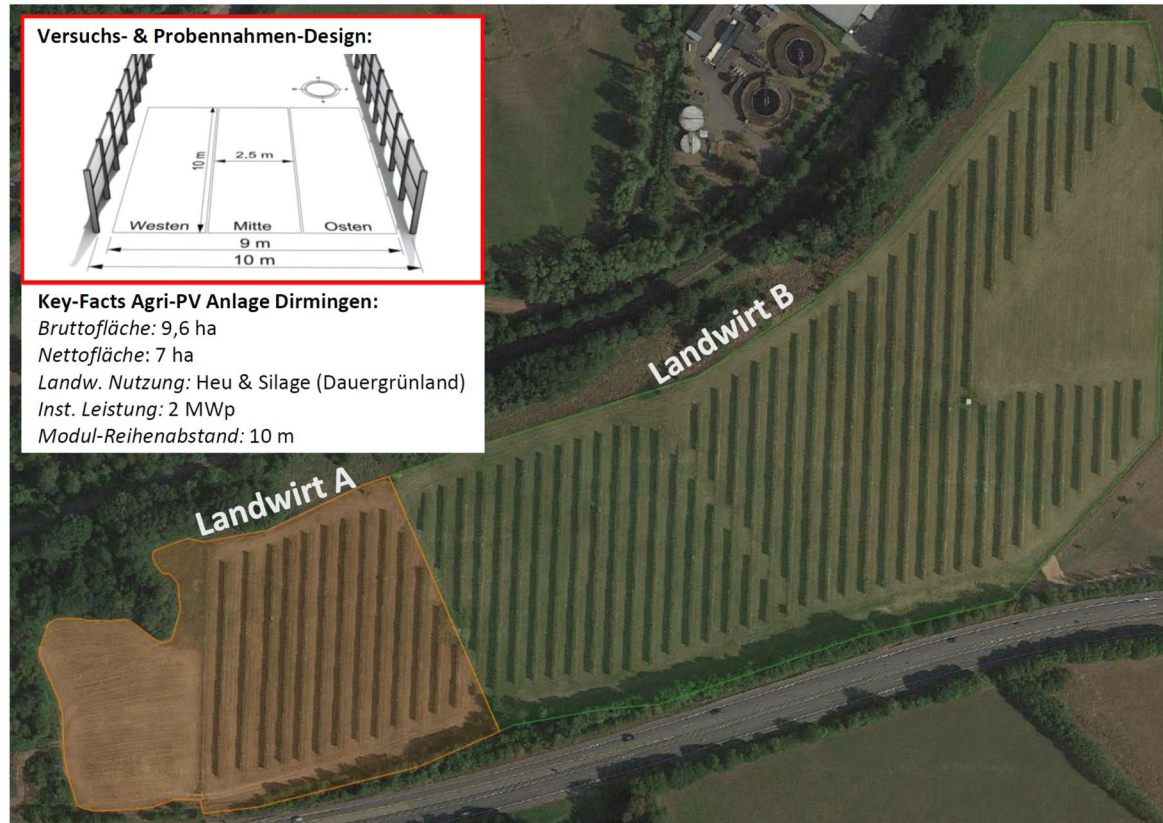 Versuchs- & Probennahmen-Design:
10 m
2,5 m
Westen
Mitte
Osten
9 m
10 m
Key-Facts Agri-PV Anlage Dirmingen:
Bruttofläche: 9,6 ha
Nettofläche: 7 ha
Landw. Nutzung: Heu & Silage (Dauergrünland)
Inst. Leistung: 2 MWp
Modul-Reihenabstand: 10 m
Landwirt B
Landwirt A